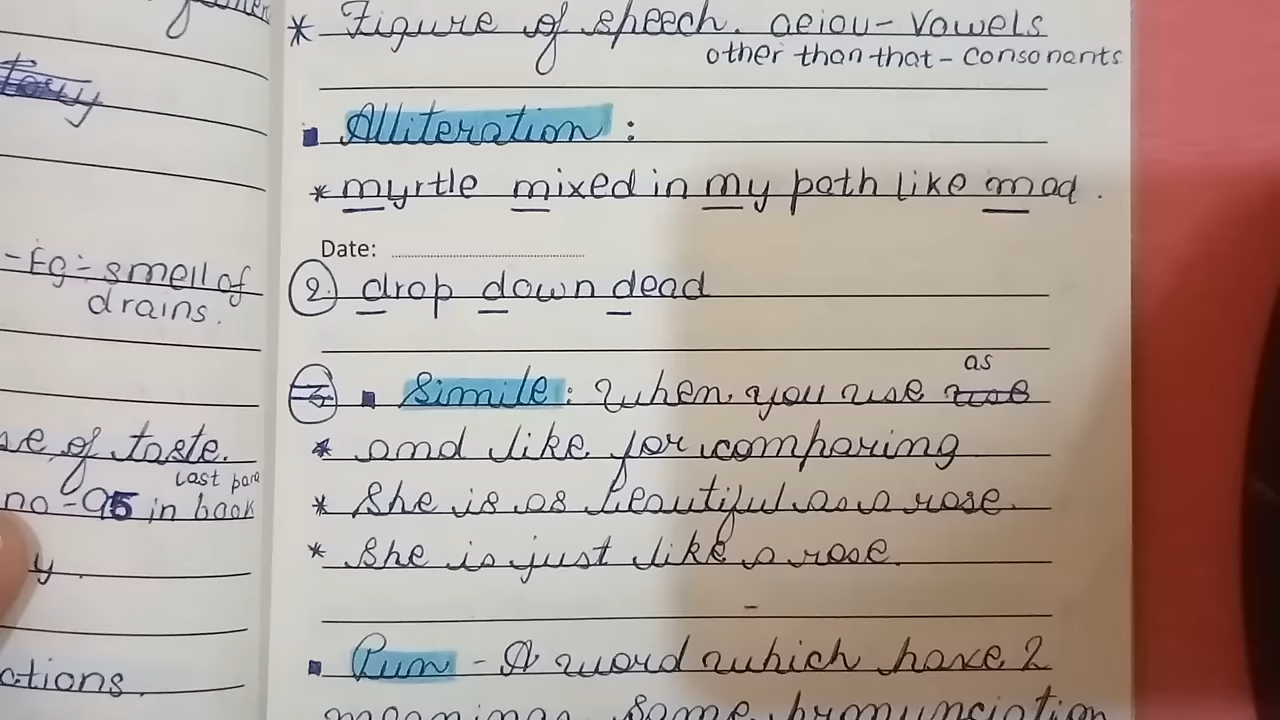 * Figure of speech. aeiou - Vowels
other than that - consonants
Alliteration :
* myrtle mixed in my path like mad.
Date:
2. drop down dead
Simile : When you use as
* and like for comparing
* She is as beautiful as a rose.
* She is just like a rose.
Pun - A word which have 2
meanings same pronunciation
- Eg:- smell of
drains.
of taste.
last para
no - 95 in book
y.